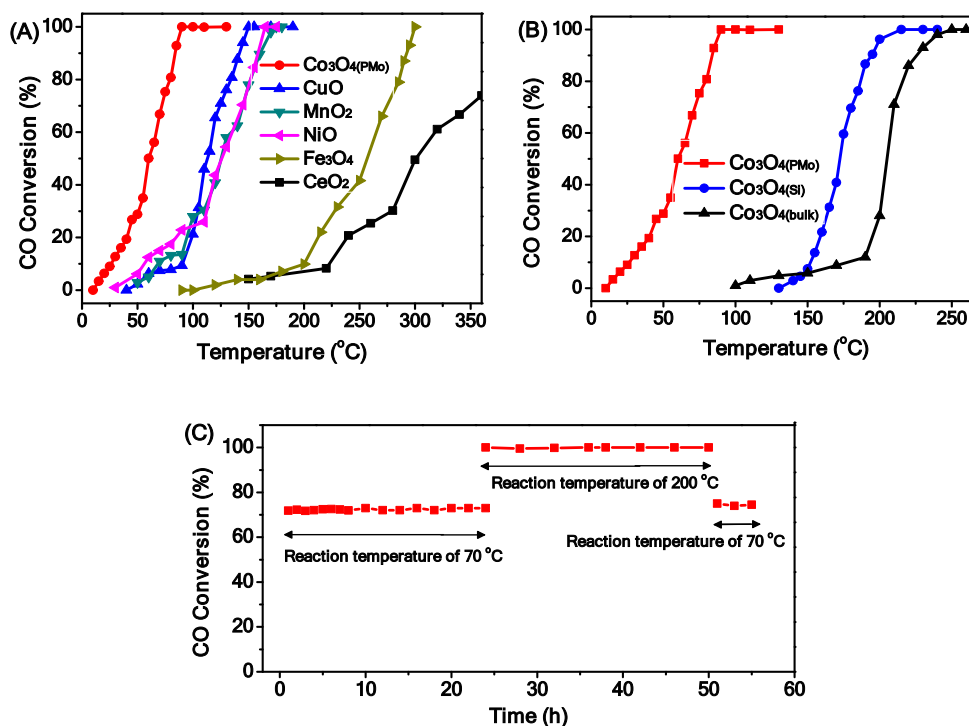 (A)
CO Conversion (%)
100
80
60
40
20
0
Co₃O₄(PMo)
CuO
MnO₂
NiO
Fe₃O₄
CeO₂
0 50 100 150 200 250 300 350
Temperature (°C)
(B)
CO Conversion (%)
100
80
60
40
20
0
Co₃O₄(PMo)
Co₃O₄(SI)
Co₃O₄(bulk)
0 50 100 150 200 250
Temperature (°C)
(C)
CO Conversion (%)
100
80
60
40
20
0
Reaction temperature of 200 °C
Reaction temperature of 70 °C
Reaction temperature of 70 °C
0 10 20 30 40 50 60
Time (h)